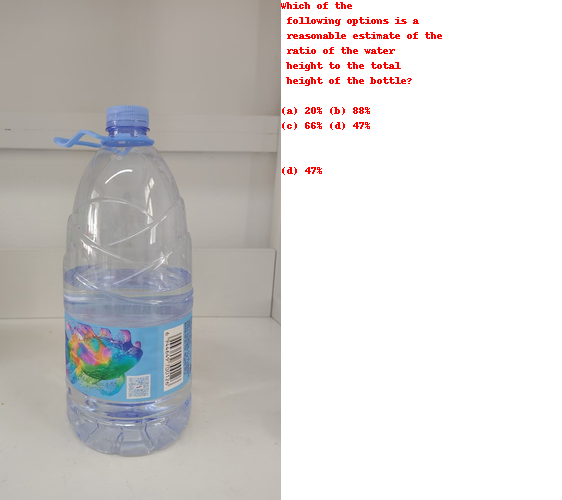 Which of the
following options is a
reasonable estimate of the
ratio of the water
height to the total
height of the bottle?
(a) 20% (b) 88%
(c) 66% (d) 47%
(d) 47%